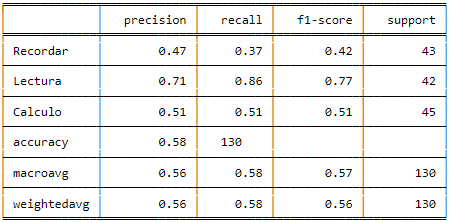 precision recall f1-score support
Recordar 0.47 0.37 0.42 43
Lectura 0.71 0.86 0.77 42
Calculo 0.51 0.51 0.51 45
accuracy 0.58 130
macroavg 0.56 0.58 0.57 130
weightedavg 0.56 0.58 0.56 130